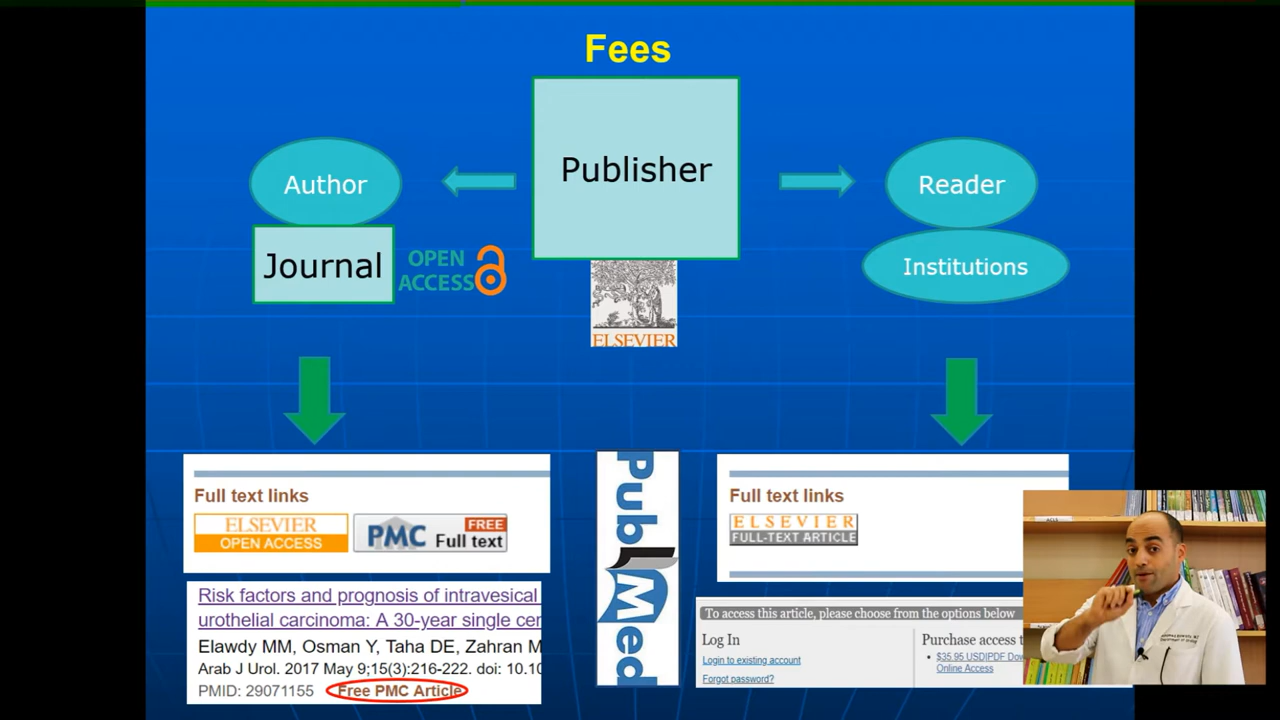 Fees
Publisher
Author
Journal
OPEN
ACCESS
Reader
Institutions
ELSEVIER
Full text links
ELSEVIER
OPEN ACCESS
PMC
FREE
Full text
Risk factors and prognosis of intravesical
urothelial carcinoma: A 30-year single cen
Elawdy MM, Osman Y, Taha DE, Zahran M
Arab J Urol. 2017 May 9;15(3):216-222. doi: 10.10
PMID: 29071155 Free PMC Article
PubMed
Full text links
ELSEVIER
FULL-TEXT ARTICLE
To access this article, please choose from the options below
Log In
Login to existing account
Forgot password?
Purchase access t
$35.95 USD|PDF Dow
Online Access